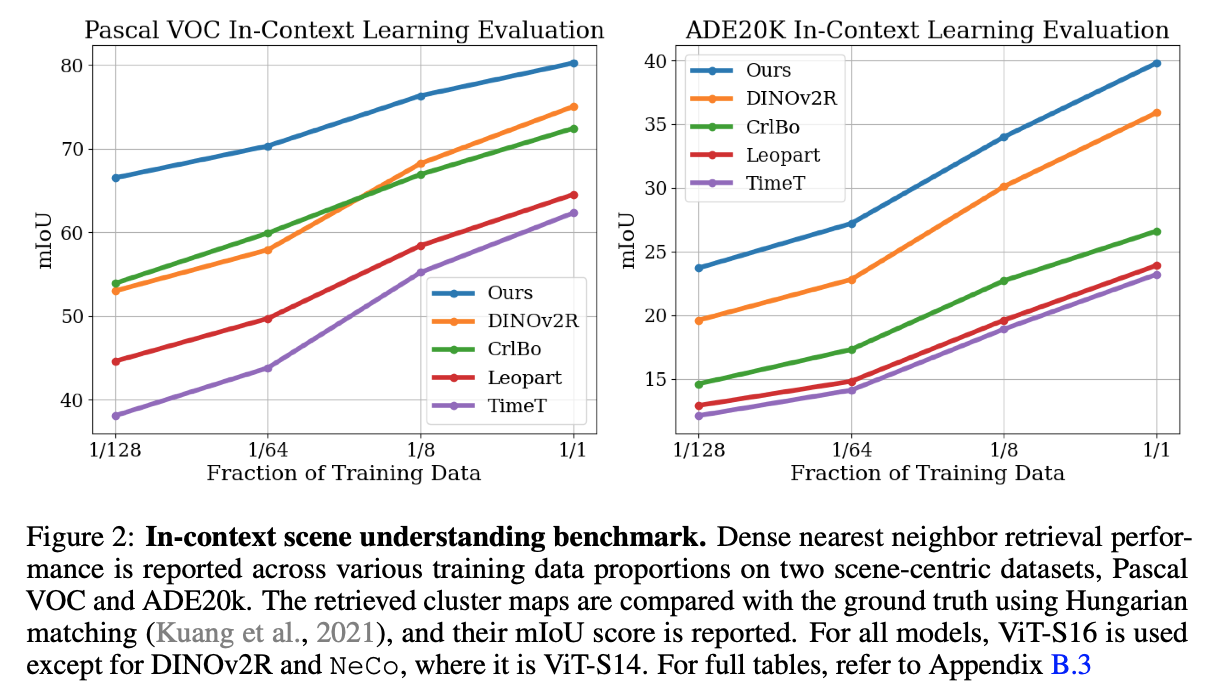 Pascal VOC In-Context Learning Evaluation
80
70
60
50
40
mIoU
1/128
1/64
1/8
1/1
Fraction of Training Data
Ours
DINOv2R
CrlBo
Leopart
TimeT
ADE20K In-Context Learning Evaluation
40
35
30
25
20
15
mIoU
1/128
1/64
1/8
1/1
Fraction of Training Data
Ours
DINOv2R
CrlBo
Leopart
TimeT
Figure 2: In-context scene understanding benchmark. Dense nearest neighbor retrieval perfor-
mance is reported across various training data proportions on two scene-centric datasets, Pascal
VOC and ADE20k. The retrieved cluster maps are compared with the ground truth using Hungarian
matching (Kuang et al., 2021), and their mIoU score is reported. For all models, ViT-S16 is used
except for DINOv2R and NeCo, where it is ViT-S14. For full tables, refer to Appendix B.3